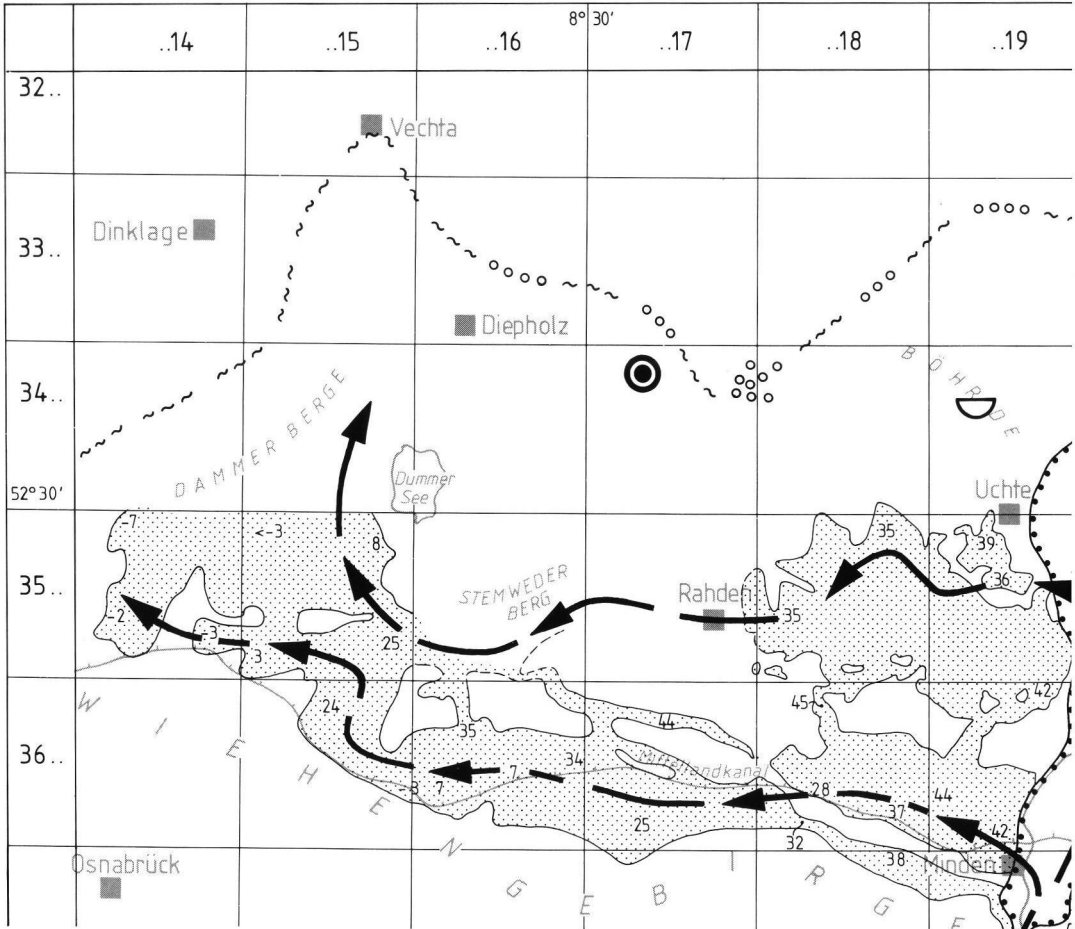 8° 30'
..14 ..15 ..16 ..17 ..18 ..19
32..
Vechta
Dinklage
33..
Diepholz
BÖHRDE
34..
DAMMER BERGE
Dummer
See
52° 30'
Uchte
-7
<-3
8
35
39
36
35..
STEMWEDER
BERG
Rahden
35
-2
-3
3
25
0
42
24
45
44
35
36..
34
Mittellandkanal
-3
7
7
28
44
37
42
25
32
38
Minden
Osnabrück
WIEHENGEBIRGE